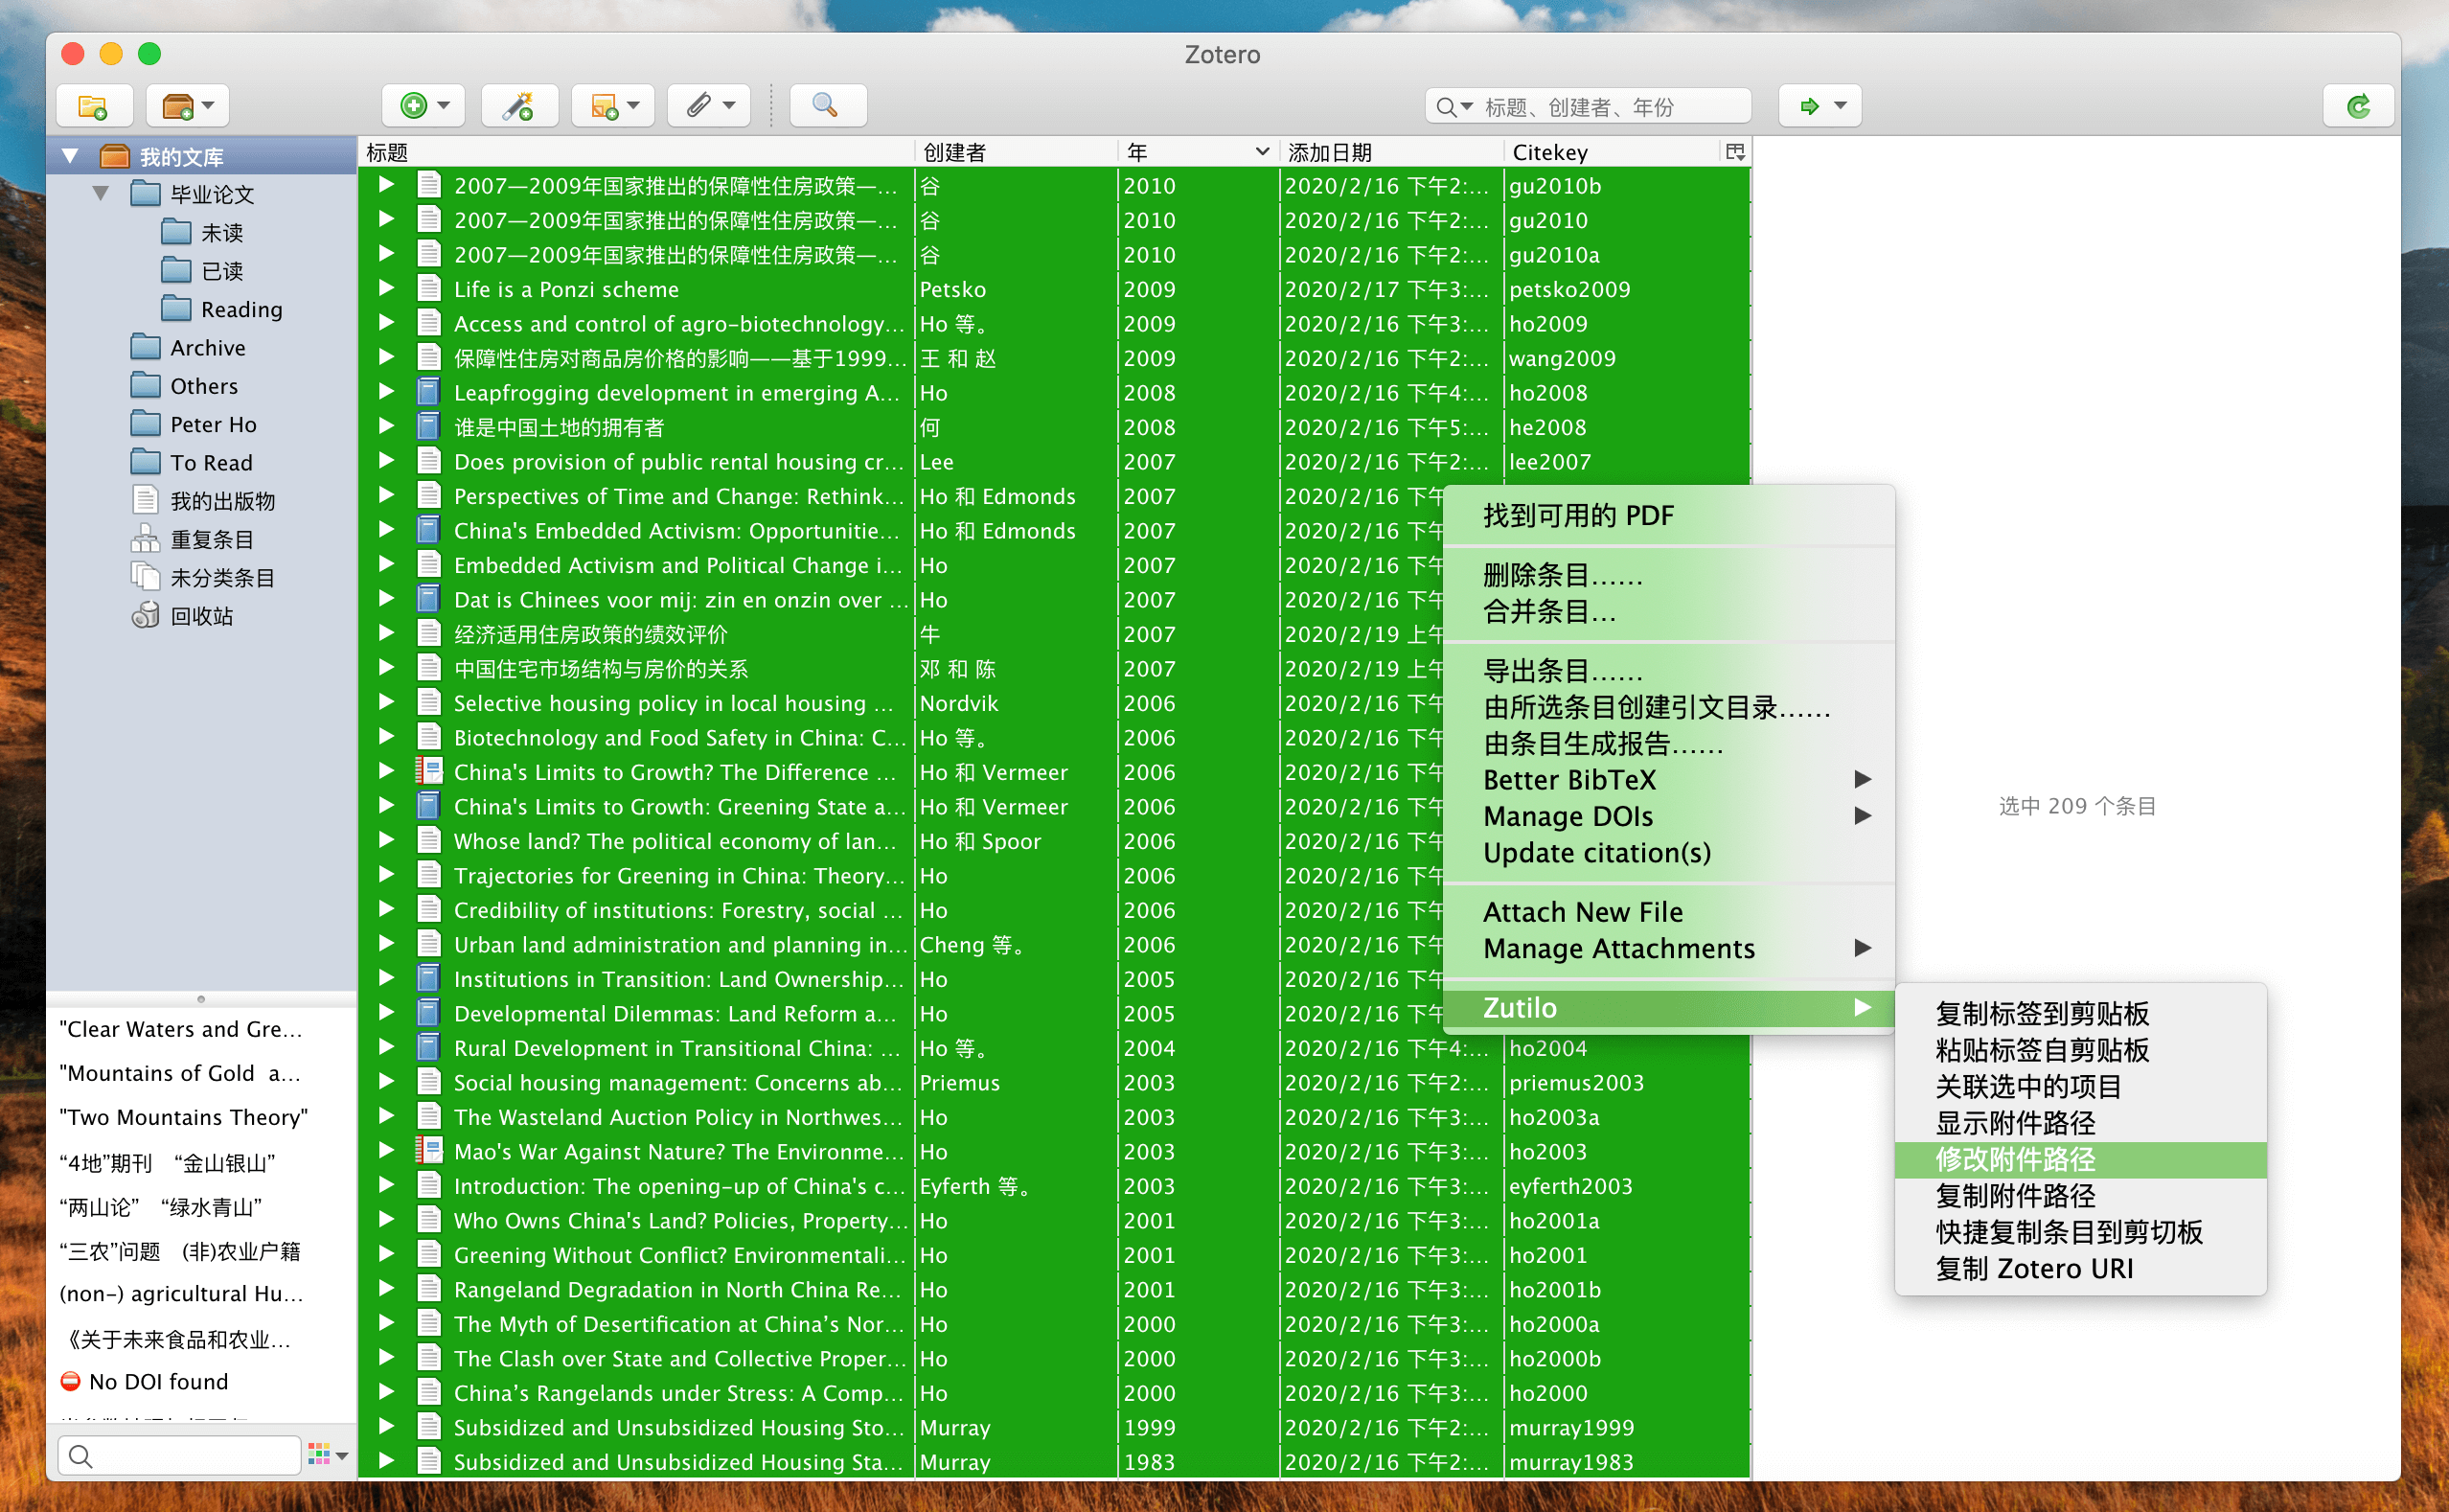 Zotero
标题、创建者、年份
我的文库
毕业论文
未读
已读
Reading
Archive
Others
Peter Ho
To Read
我的出版物
重复条目
未分类条目
回收站
"Clear Waters and Gre...
"Mountains of Gold a...
"Two Mountains Theory"
“4地”期刊 “金山银山”
“两山论” “绿水青山”
“三农”问题 (非)农业户籍
(non-) agricultural Hu...
《关于未来食品和农业...
No DOI found
标题 创建者 年 添加日期 Citekey
2007—2009年国家推出的保障性住房政策—... 谷 2010 2020/2/16 下午2:... gu2010b
2007—2009年国家推出的保障性住房政策—... 谷 2010 2020/2/16 下午2:... gu2010
2007—2009年国家推出的保障性住房政策—... 谷 2010 2020/2/16 下午2:... gu2010a
Life is a Ponzi scheme Petsko 2009 2020/2/17 下午3:... petsko2009
Access and control of agro-biotechnology... Ho 等。 2009 2020/2/16 下午3:... ho2009
保障性住房对商品房价格的影响——基于1999... 王 和 赵 2009 2020/2/16 下午2:... wang2009
Leapfrogging development in emerging A... Ho 2008 2020/2/16 下午4:... ho2008
谁是中国土地的拥有者 何 2008 2020/2/16 下午5:... he2008
Does provision of public rental housing cr... Lee 2007 2020/2/16 下午2:... lee2007
Perspectives of Time and Change: Rethink... Ho 和 Edmonds 2007 2020/2/16 下午
China's Embedded Activism: Opportunitie... Ho 和 Edmonds 2007 2020/2/16 下午
Embedded Activism and Political Change i... Ho 2007 2020/2/16 下午
Dat is Chinees voor mij: zin en onzin over ... Ho 2007 2020/2/16 下午
经济适用住房政策的绩效评价 牛 2007 2020/2/19 上午
中国住宅市场结构与房价的关系 邓 和 陈 2007 2020/2/19 上午
Selective housing policy in local housing ... Nordvik 2006 2020/2/16 下午
Biotechnology and Food Safety in China: C... Ho 等。 2006 2020/2/16 下午
China's Limits to Growth? The Difference ... Ho 和 Vermeer 2006 2020/2/16 下午
China's Limits to Growth: Greening State a... Ho 和 Vermeer 2006 2020/2/16 下午
Whose land? The political economy of lan... Ho 和 Spoor 2006 2020/2/16 下午
Trajectories for Greening in China: Theory... Ho 2006 2020/2/16 下午
Credibility of institutions: Forestry, social ... Ho 2006 2020/2/16 下午
Urban land administration and planning in... Cheng 等。 2006 2020/2/16 下午
Institutions in Transition: Land Ownership... Ho 2005 2020/2/16 下午
Developmental Dilemmas: Land Reform a... Ho 2005 2020/2/16 下午
Rural Development in Transitional China: ... Ho 等。 2004 2020/2/16 下午4:... ho2004
Social housing management: Concerns ab... Priemus 2003 2020/2/16 下午2:... priemus2003
The Wasteland Auction Policy in Northwes... Ho 2003 2020/2/16 下午3:... ho2003a
Mao's War Against Nature? The Environme... Ho 2003 2020/2/16 下午3:... ho2003
Introduction: The opening-up of China's c... Eyferth 等。 2003 2020/2/16 下午3:... eyferth2003
Who Owns China's Land? Policies, Property... Ho 2001 2020/2/16 下午3:... ho2001a
Greening Without Conflict? Environmentali... Ho 2001 2020/2/16 下午3:... ho2001
Rangeland Degradation in North China Re... Ho 2001 2020/2/16 下午3:... ho2001b
The Myth of Desertification at China’s Nor... Ho 2000 2020/2/16 下午3:... ho2000a
The Clash over State and Collective Proper... Ho 2000 2020/2/16 下午3:... ho2000b
China’s Rangelands under Stress: A Comp... Ho 2000 2020/2/16 下午3:... ho2000
Subsidized and Unsubsidized Housing Sto... Murray 1999 2020/2/16 下午2:... murray1999
Subsidized and Unsubsidized Housing Sta... Murray 1983 2020/2/16 下午2:... murray1983
找到可用的 PDF
删除条目……
合并条目...
导出条目……
由所选条目创建引文目录……
由条目生成报告……
Better BibTeX
Manage DOIs
Update citation(s)
Attach New File
Manage Attachments
Zutilo
复制标签到剪贴板
粘贴标签自剪贴板
关联选中的项目
显示附件路径
修改附件路径
复制附件路径
快捷复制条目到剪切板
复制 Zotero URI
选中 209 个条目